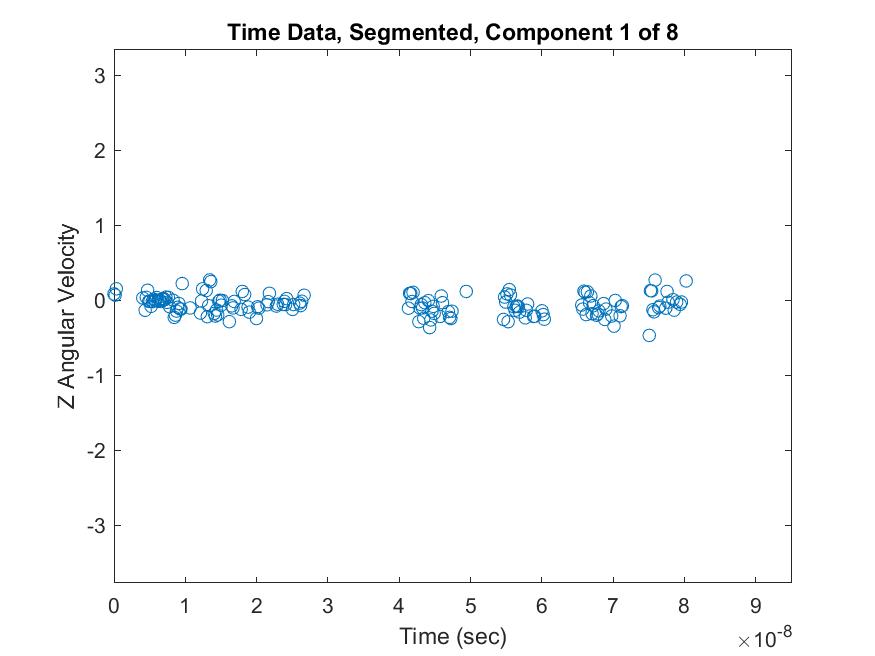 Time Data, Segmented, Component 1 of 8
3
2
1
0
-1
-2
-3
Z Angular Velocity
0 1 2 3 4 5 6 7 8 9
Time (sec)
×10-8